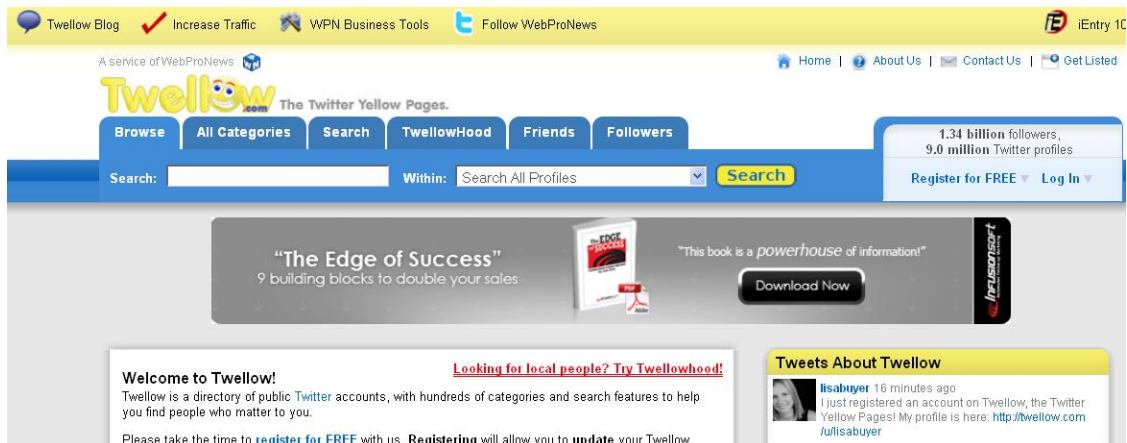 Twellow Blog Increase Traffic WPN Business Tools Follow WebProNews iEntry 10
A service of WebProNews Home | About Us | Contact Us | Get Listed
Twellow.com The Twitter Yellow Pages.
Browse All Categories Search TwellowHood Friends Followers
1.34 billion followers,
9.0 million Twitter profiles
Search: Within: Search All Profiles Search
Register for FREE Log In
"The Edge of Success"
9 building blocks to double your sales
The EDGE
OF SUCCESS
PDF
Adobe
"This book is a powerhouse of information!"
Download Now
Infusionsoft
Welcome to Twellow!
Looking for local people? Try Twellowhood!
Twellow is a directory of public Twitter accounts, with hundreds of categories and search features to help
you find people who matter to you.
Please take the time to register for FREE with us. Registering will allow you to update your Twellow
Tweets About Twellow
lisabuyer 16 minutes ago
I just registered an account on Twellow, the Twitter
Yellow Pages! My profile is here: http://twellow.com
/u/lisabuyer